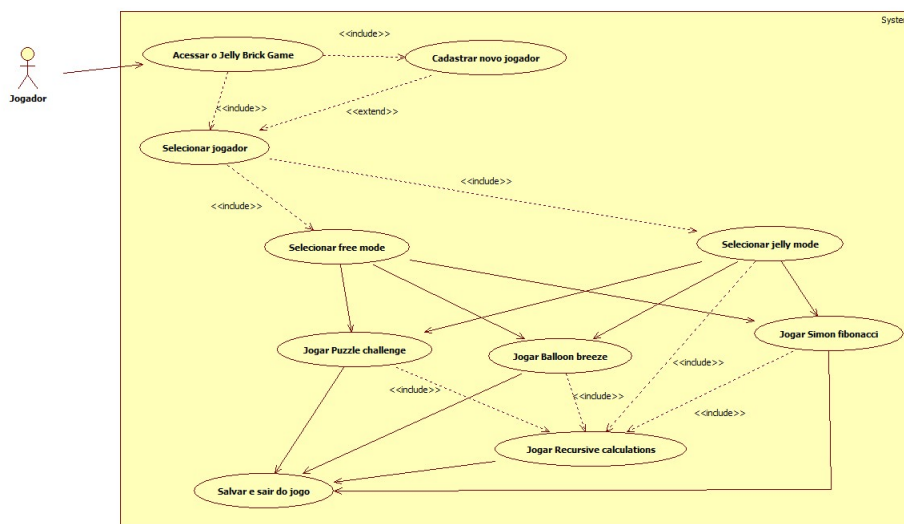 System
<<include>>
Acessar o Jelly Brick Game
Cadastrar novo jogador
Jogador
<<include>>
<<extend>>
Selecionar jogador
<<include>>
<<include>>
Selecionar free mode
Selecionar jelly mode
Jogar Simon fibonacci
Jogar Puzzle challenge
Jogar Balloon breeze
<<include>>
<<include>>
<<include>>
<<include>>
Jogar Recursive calculations
Salvar e sair do jogo